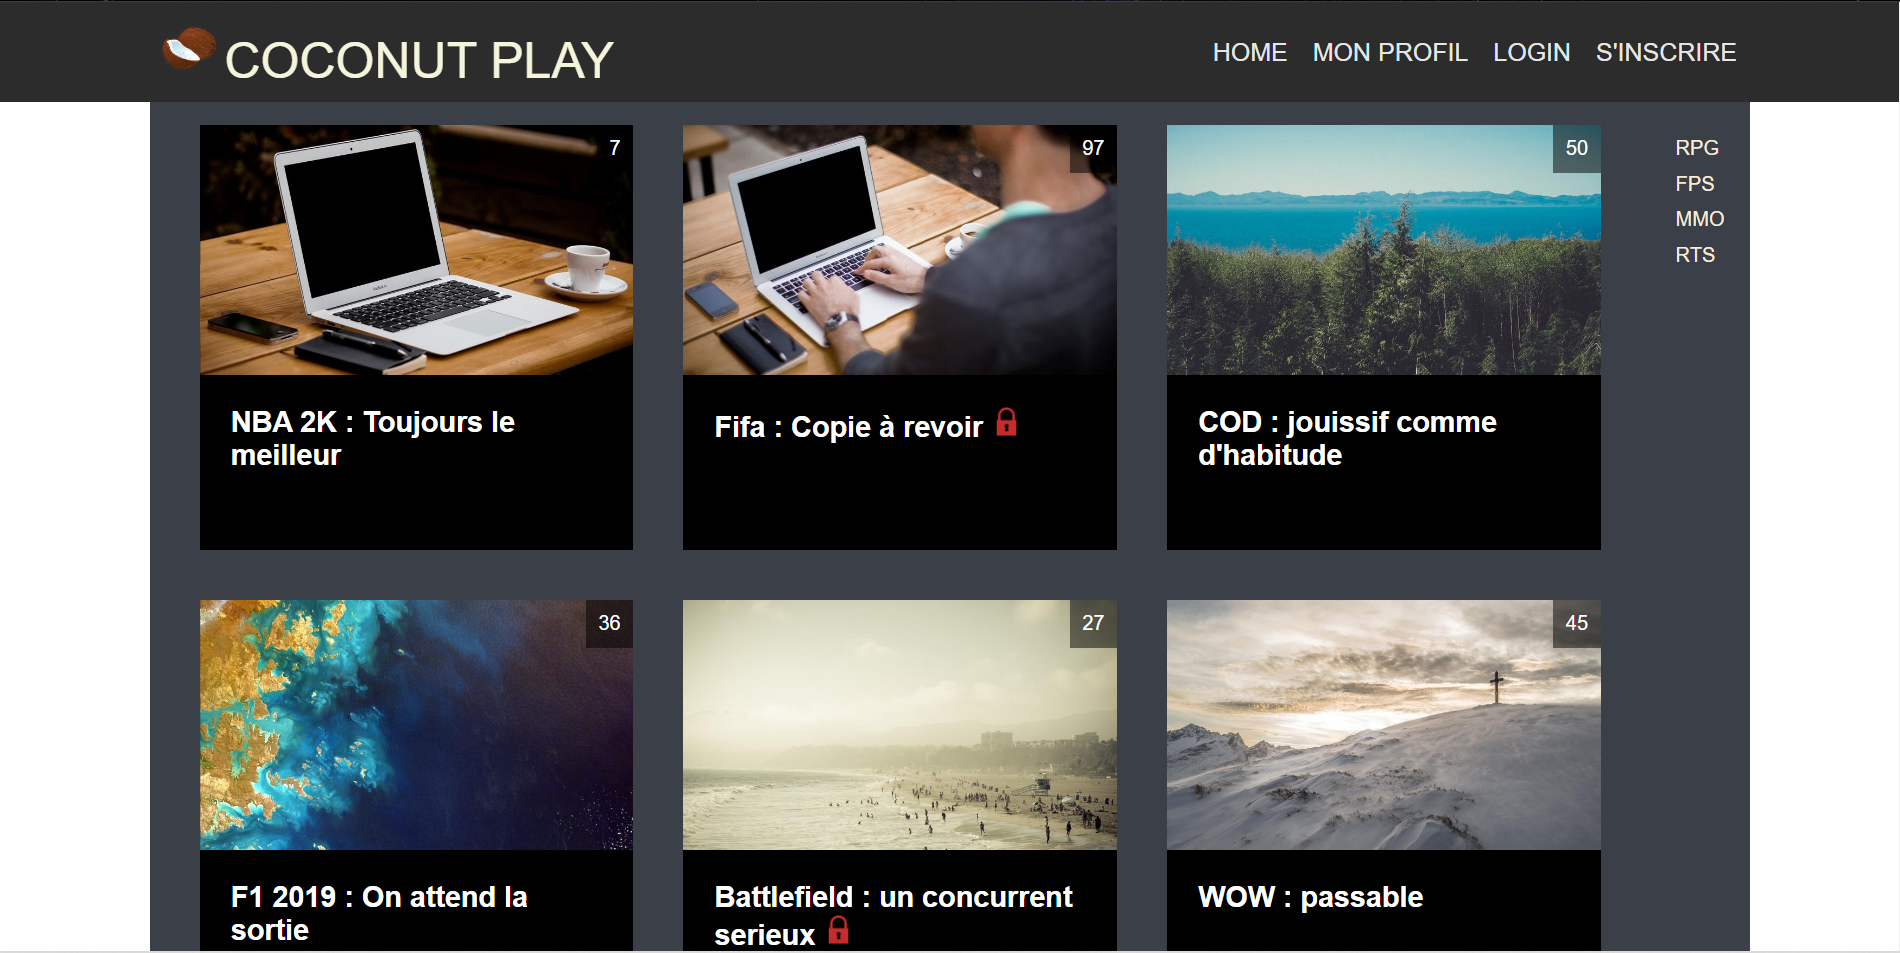 COCONUT PLAY
HOME MON PROFIL LOGIN S'INSCRIRE
7
97
50
RPG
FPS
MMO
RTS
NBA 2K : Toujours le
meilleur
Fifa : Copie à revoir
COD : jouissif comme
d'habitude
36
27
45
F1 2019 : On attend la
sortie
Battlefield : un concurrent
serieux
WOW : passable